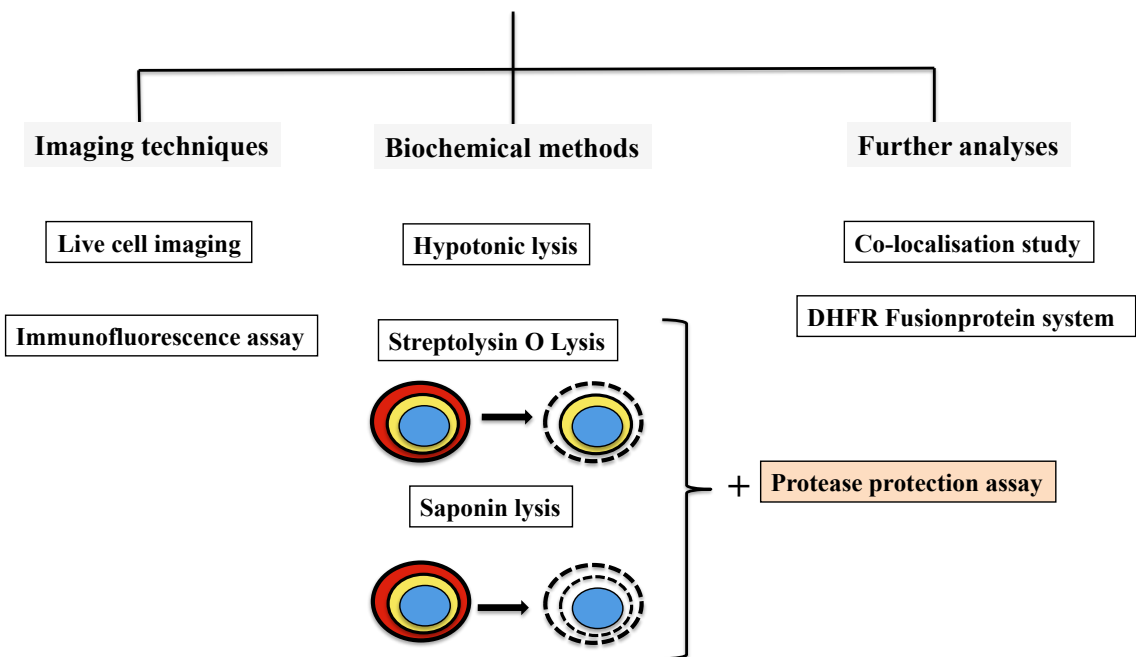 Imaging techniques
Biochemical methods
Further analyses
Live cell imaging
Hypotonic lysis
Co-localisation study
Immunofluorescence assay
Streptolysin O Lysis
DHFR Fusionprotein system
Saponin lysis
+
Protease protection assay